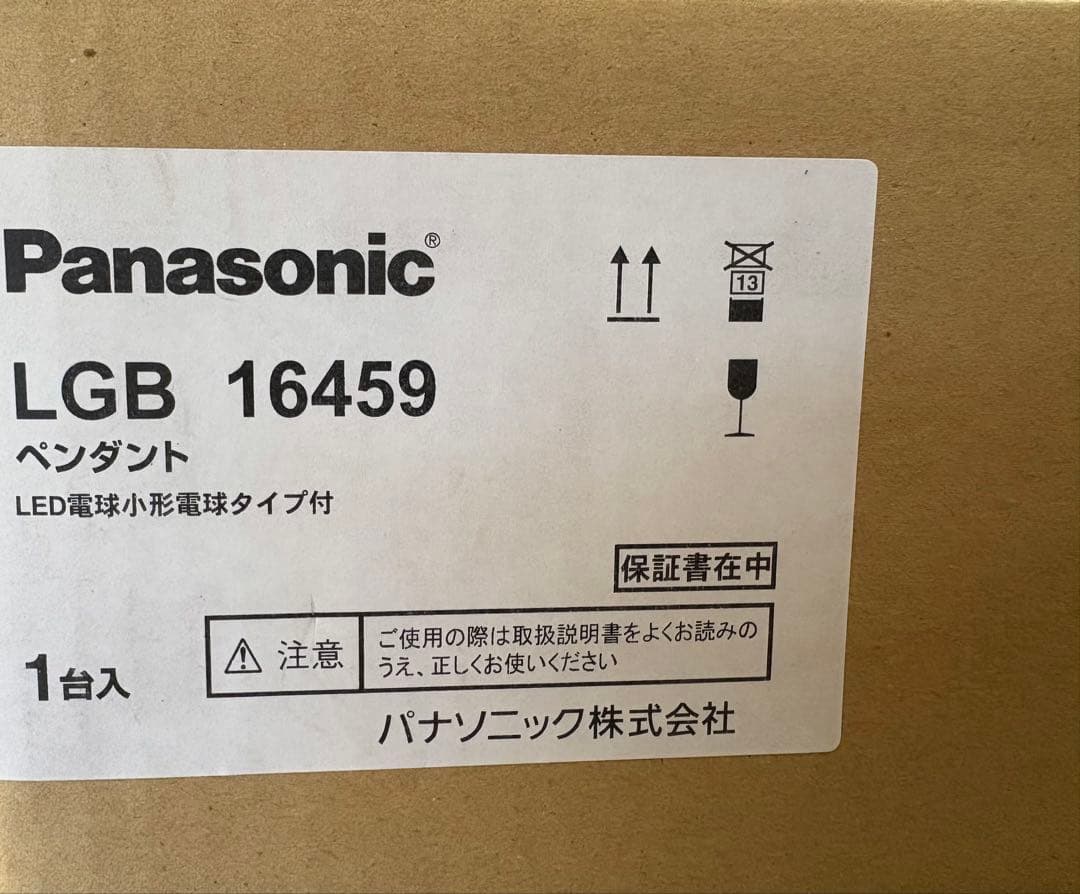 Panasonic®
LGB 16459
ペンダント
LED電球小形電球タイプ付
13
保証書在中
注意
ご使用の際は取扱説明書をよくお読みの
うえ、正しくお使いください
1台入
パナソニック株式会社